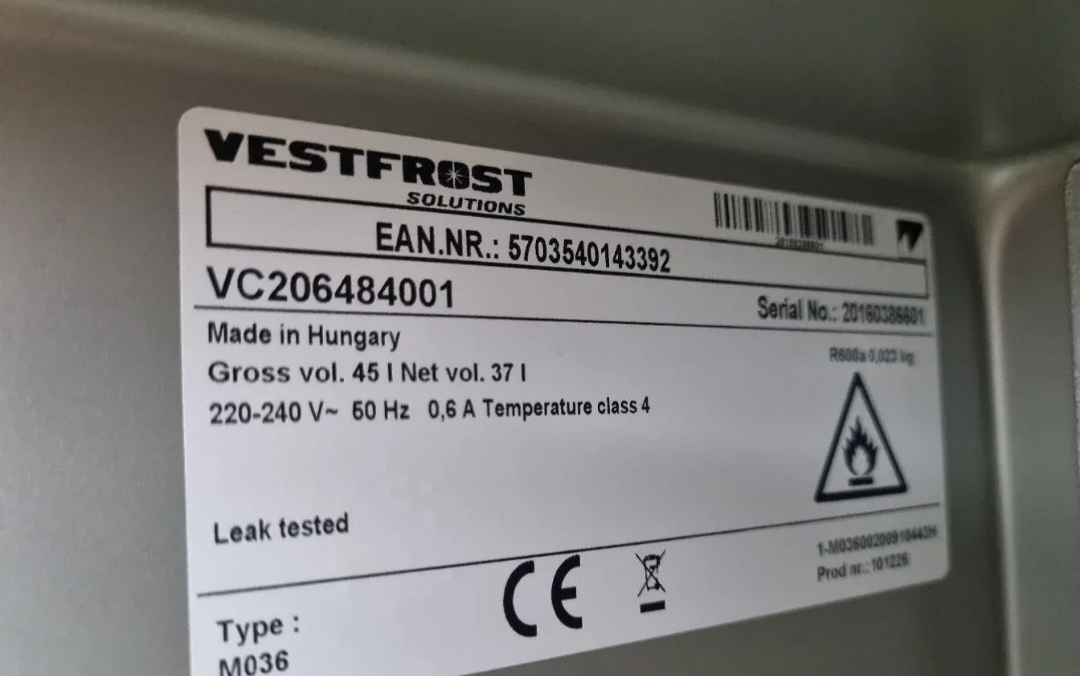 VESTFROST
SOLUTIONS
EAN.NR.: 5703540143392
VC206484001
Serial No.: 20160386601
Made in Hungary
Gross vol. 45 l Net vol. 37 l
R600a 0,023 kg
220-240 V~ 50 Hz 0,6 A Temperature class 4
Leak tested
Prod nr.: 101226
Type :
M036